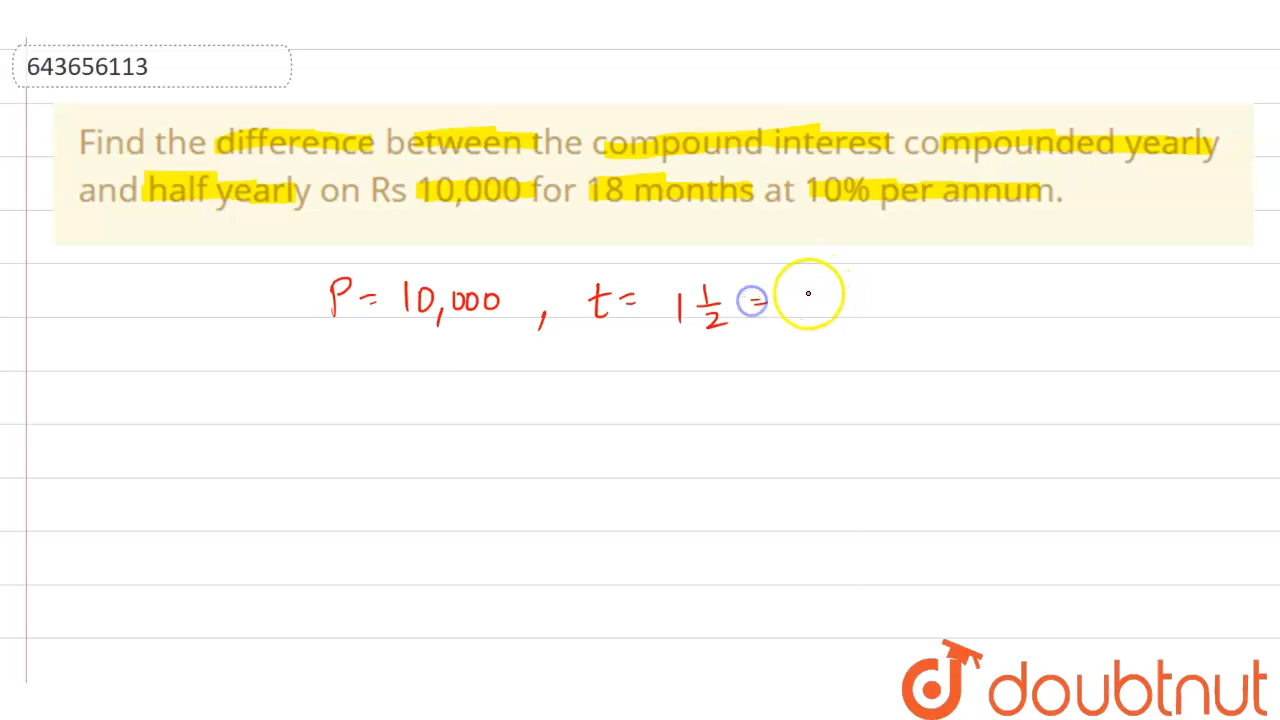 643656113
Find the difference between the compound interest compounded yearly
and half yearly on Rs 10,000 for 18 months at 10% per annum.
P = 10,000 , t = 1 1/2 =
doubtnut